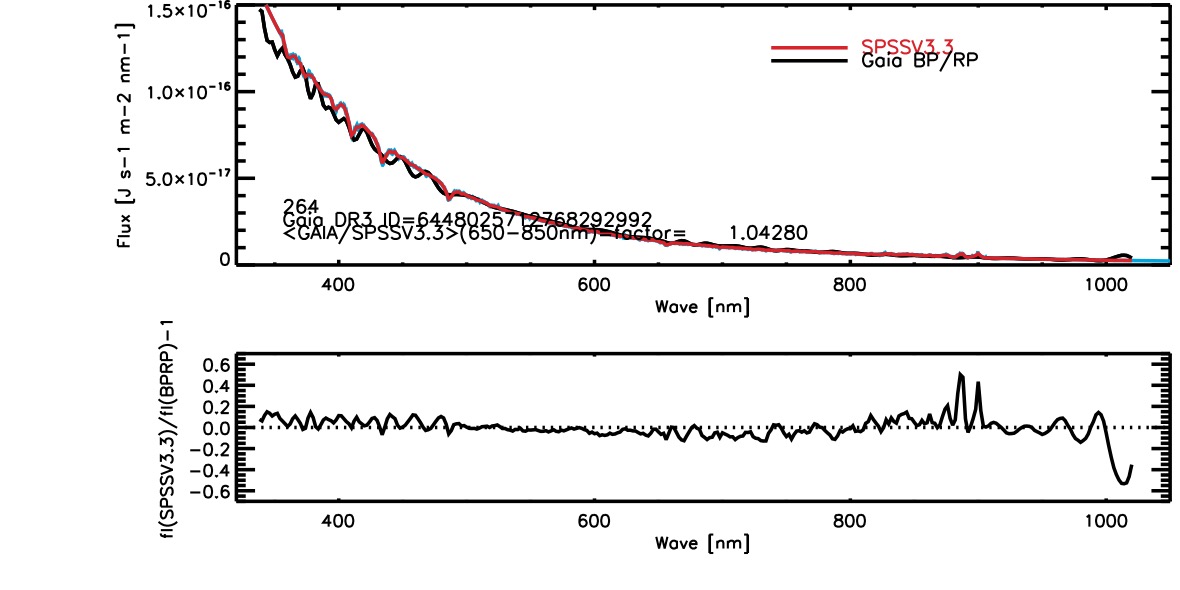 1.5×10−16
1.0×10−16
5.0×10−17
0
Flux [J s−1 m−2 nm−1]
SPSSV3.3
Gaia BP/RP
264
Gaia DR3 ID=6448025712768292992
<GAIA/SPSSV3.3>(650−850nm)=factor= 1.04280
400 600 800 1000
Wave [nm]
0.6
0.4
0.2
0.0
−0.2
−0.4
−0.6
fl(SPSSV3.3)/fl(BPRP)−1
400 600 800 1000
Wave [nm]